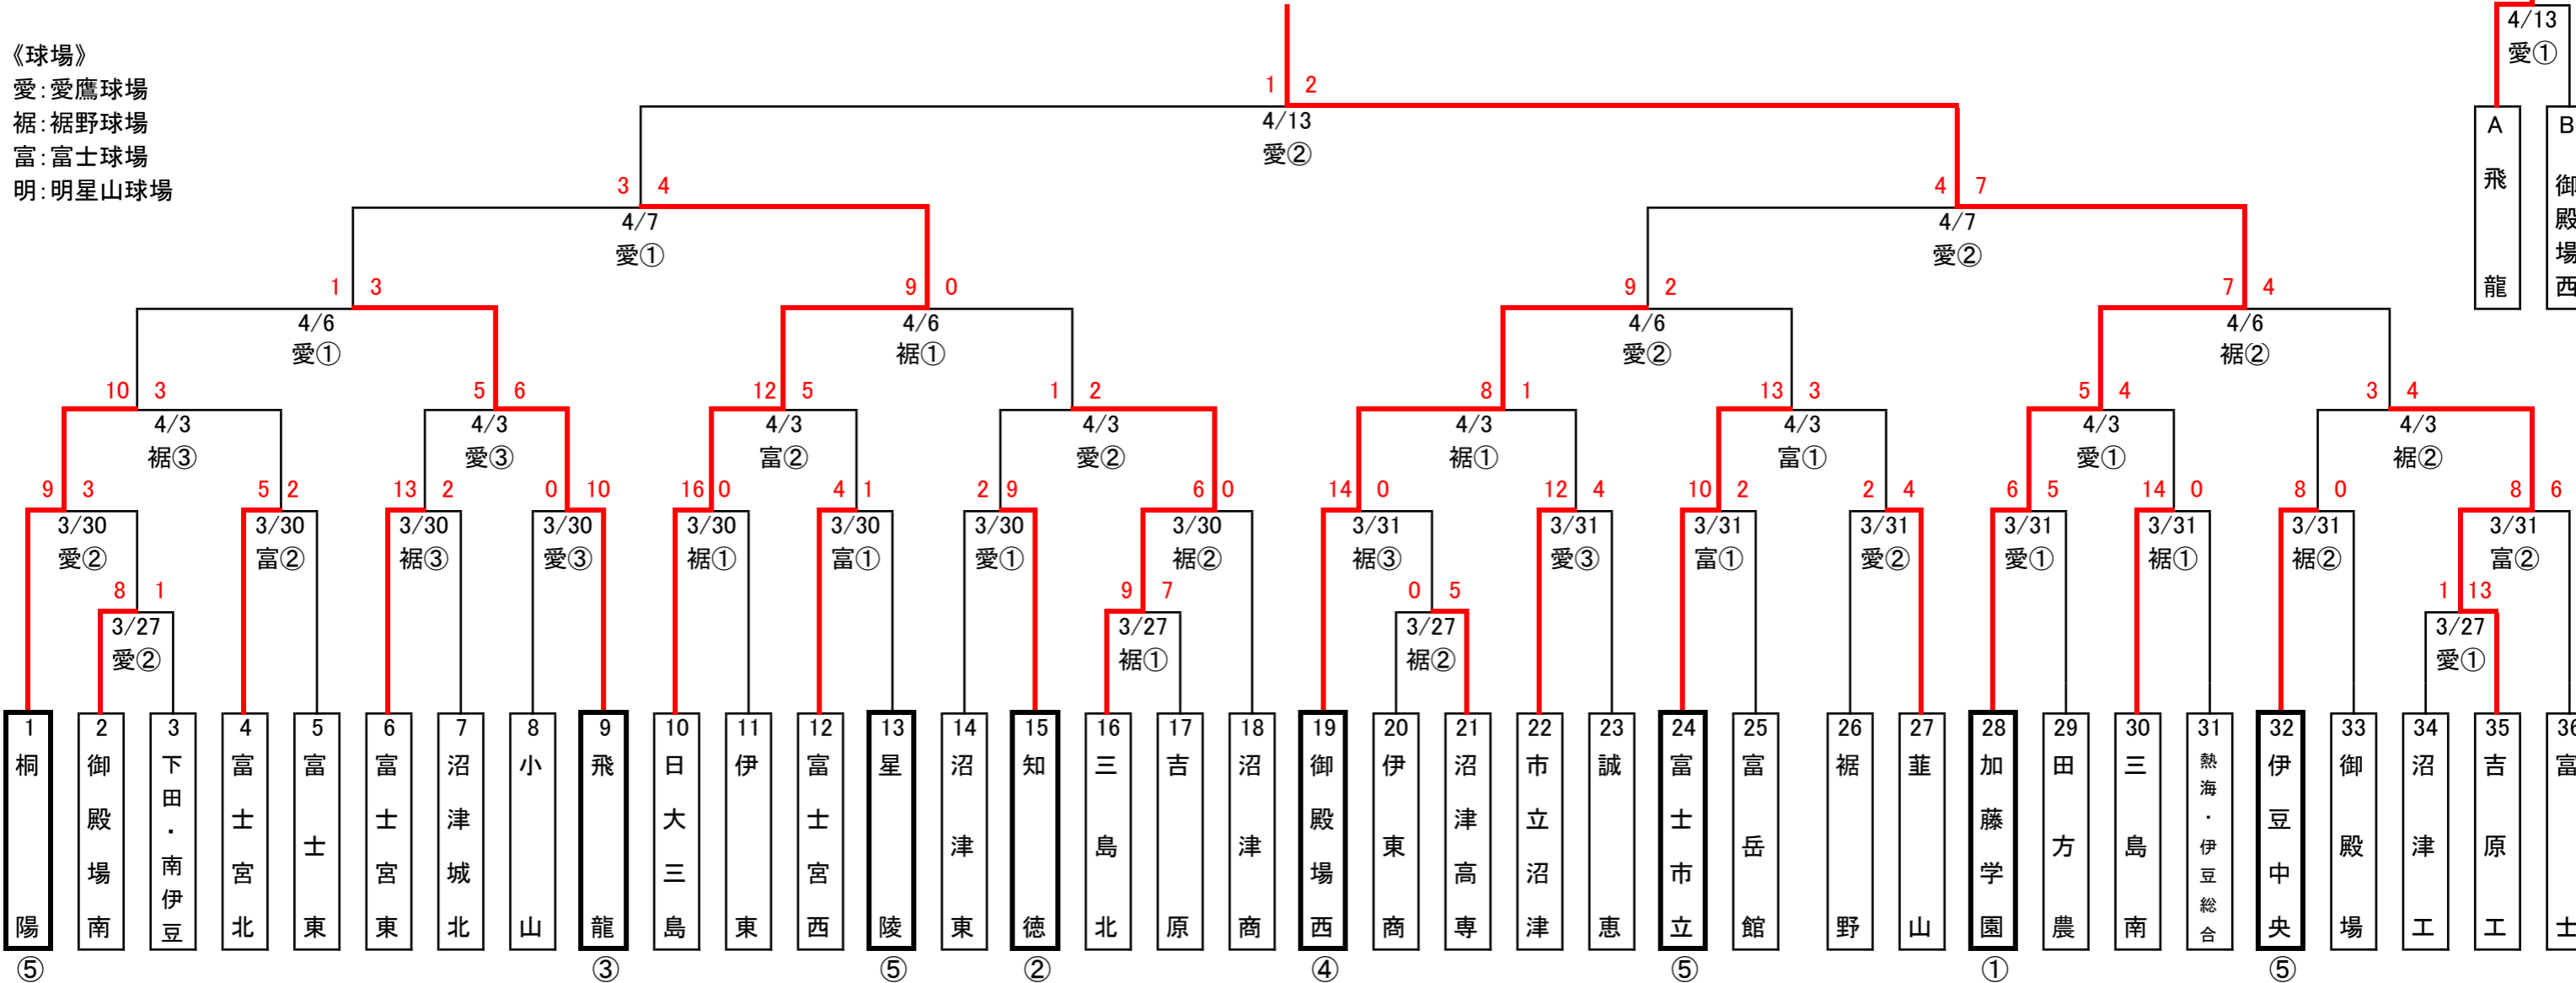 《球場》
愛:愛鷹球場
裾:裾野球場
富:富士球場
明:明星山球場
4/13
愛①
A 飛龍
B 御殿場西
1 2
4/13
愛②
3 4
4/7
愛①
4 7
4/7
愛②
1 3
4/6
愛①
9 0
4/6
裾①
9 2
4/6
愛②
7 4
4/6
裾②
10 3
4/3
裾③
5 6
4/3
愛③
12 5
4/3
富②
1 2
4/3
愛②
8 1
4/3
裾①
13 3
4/3
富①
5 4
4/3
愛①
3 4
4/3
裾②
9 3
3/30
愛②
5 2
3/30
富②
13 2
3/30
裾③
0 10
3/30
愛③
16 0
3/30
裾①
4 1
3/30
富①
2 9
3/30
愛①
6 0
3/30
裾②
14 0
3/31
裾③
12 4
3/31
愛③
10 2
3/31
富①
2 4
3/31
愛②
6 5
3/31
愛①
14 0
3/31
裾①
8 0
3/31
裾②
8 6
3/31
富②
8 1
3/27
愛②
9 7
3/27
裾①
0 5
3/27
裾②
1 13
3/27
愛①
1 桐陽
2 御殿場南
3 下田・南伊豆
4 富士宮北
5 富士東
6 富士宮東
7 沼津城北
8 小山
9 飛龍
10 日大三島
11 伊東
12 富士宮西
13 星陵
14 沼津東
15 知徳
16 三島北
17 吉原
18 沼津商
19 御殿場西
20 伊東商
21 沼津高専
22 市立沼津
23 誠恵
24 富士市立
25 富岳館
26 裾野
27 韮山
28 加藤学園
29 田方農
30 三島南
31 熱海・伊豆総合
32 伊豆中央
33 御殿場
34 沼津工
35 吉原工
36 富士
⑤ ③ ⑤ ② ④ ⑤ ① ⑤